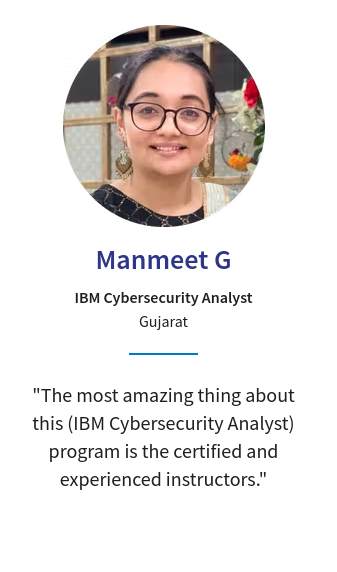 Manmeet G
IBM Cybersecurity Analyst
Gujarat
"The most amazing thing about
this (IBM Cybersecurity Analyst)
program is the certified and
experienced instructors."